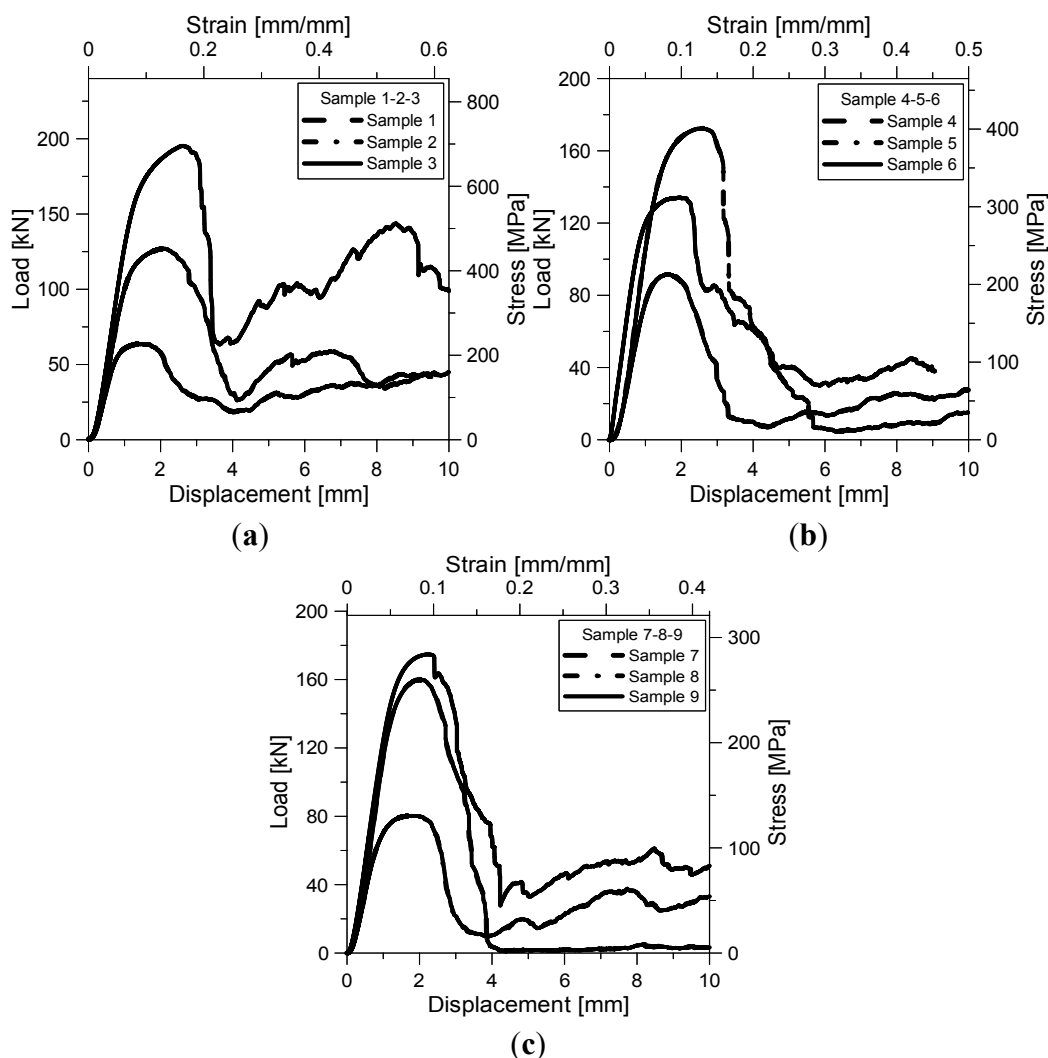 Strain [mm/mm]
0 0.2 0.4 0.6
Load [kN]
0 50 100 150 200
Stress [MPa]
0 200 400 600 800
Sample 1-2-3
Sample 1
Sample 2
Sample 3
0 2 4 6 8 10
Displacement [mm]
(a)
Strain [mm/mm]
0 0.1 0.2 0.3 0.4 0.5
Load [kN]
0 40 80 120 160 200
Stress [MPa]
0 100 200 300 400
Sample 4-5-6
Sample 4
Sample 5
Sample 6
0 2 4 6 8 10
Displacement [mm]
(b)
Strain [mm/mm]
0 0.1 0.2 0.3 0.4
Load [kN]
0 40 80 120 160 200
Stress [MPa]
0 100 200 300
Sample 7-8-9
Sample 7
Sample 8
Sample 9
0 2 4 6 8 10
Displacement [mm]
(c)